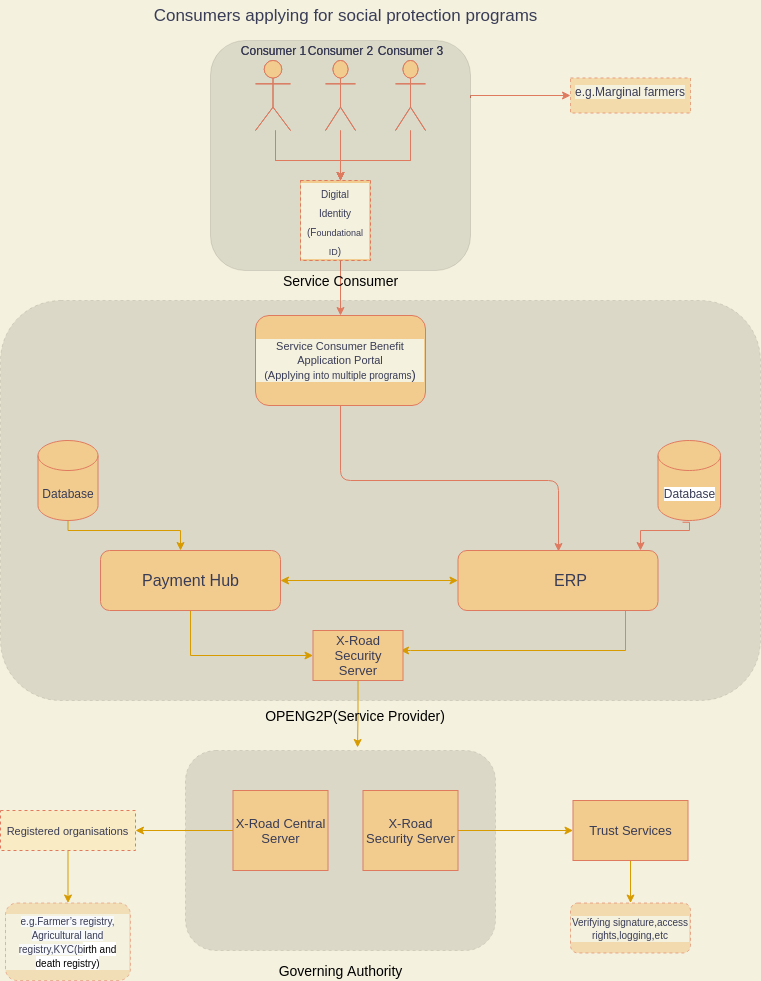 Consumers applying for social protection programs
Consumer 1 Consumer 2 Consumer 3
e.g.Marginal farmers
Digital
Identity
(Foundational
ID)
Service Consumer
Service Consumer Benefit
Application Portal
(Applying into multiple programs)
Database
Database
Payment Hub
ERP
X-Road
Security
Server
OPENG2P(Service Provider)
X-Road Central
Server
X-Road
Security Server
Registered organisations
Trust Services
e.g.Farmer's registry,
Agricultural land
registry,KYC(birth and
death registry)
Verifying signature,access
rights,logging,etc
Governing Authority